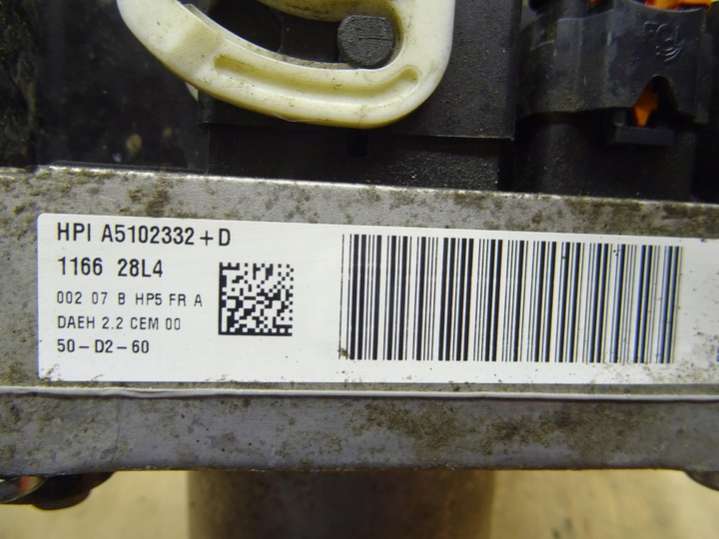 HPI A5102332+D
1166 28L4
002 07 B HP5 FR A
DAEH 2.2 CEM 00
50-D2-60